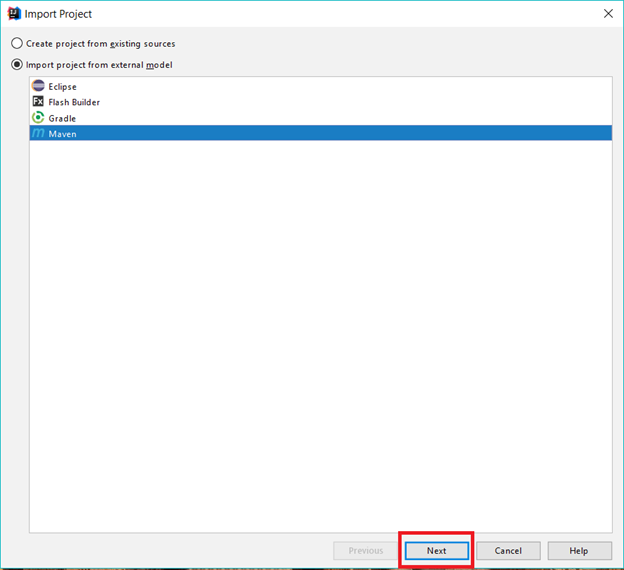 Import Project
Create project from existing sources
Import project from external model
Eclipse
Fx Flash Builder
Gradle
m Maven
Previous Next Cancel Help